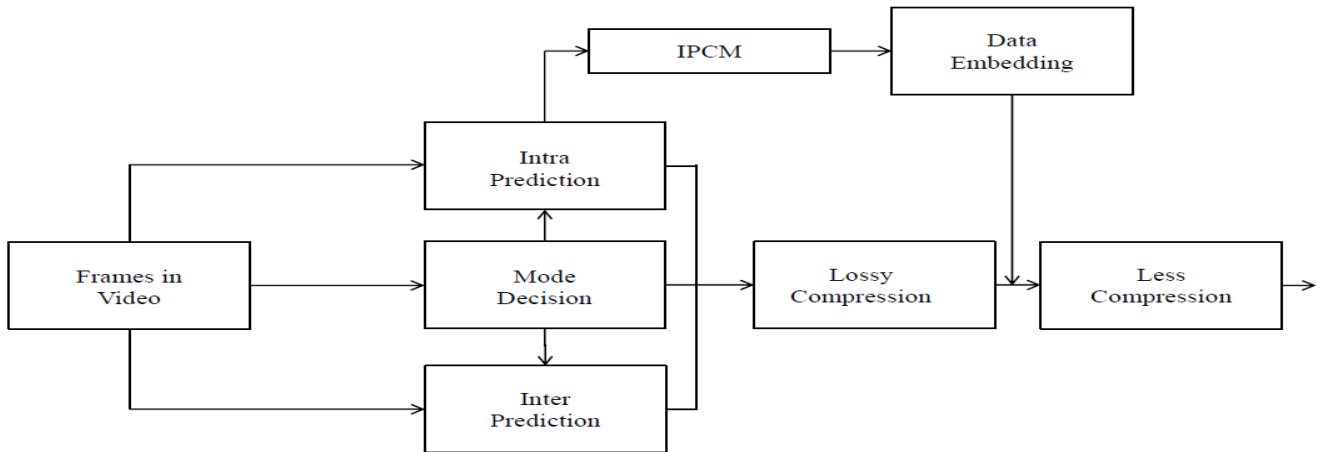 IPCM
Data
Embedding
Intra
Prediction
Frames in
Video
Mode
Decision
Lossy
Compression
Less
Compression
Inter
Prediction